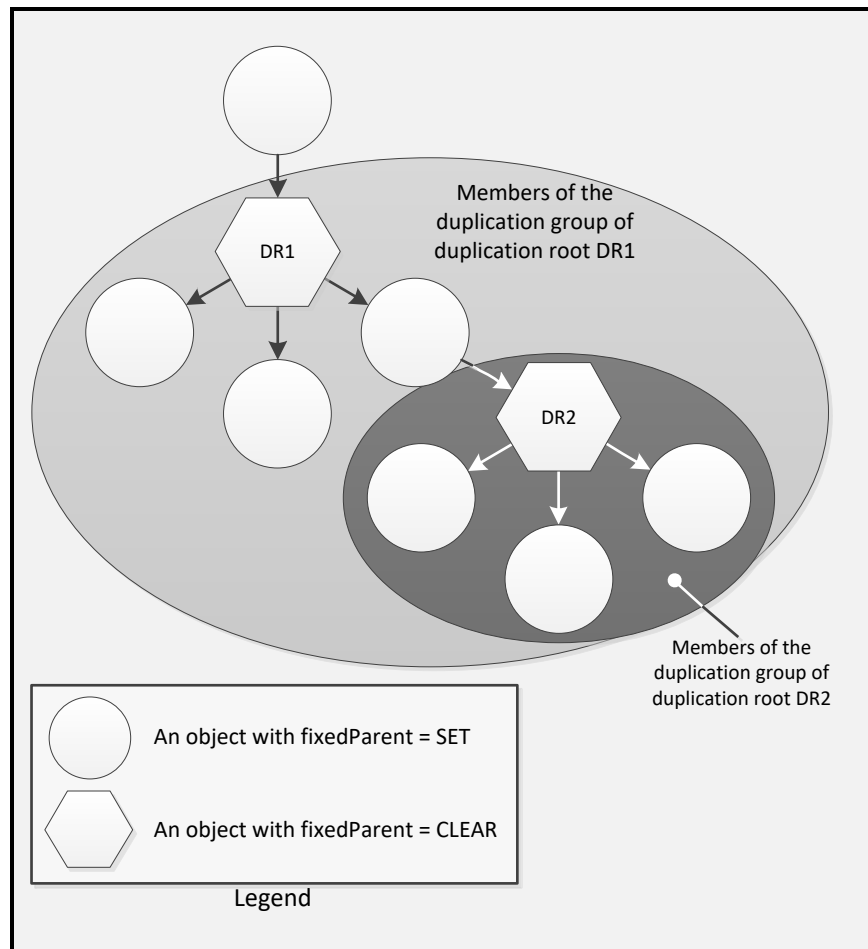 Members of the
duplication group of
duplication root DR1
DR1
DR2
Members of the
duplication group of
duplication root DR2
An object with fixedParent = SET
An object with fixedParent = CLEAR
Legend